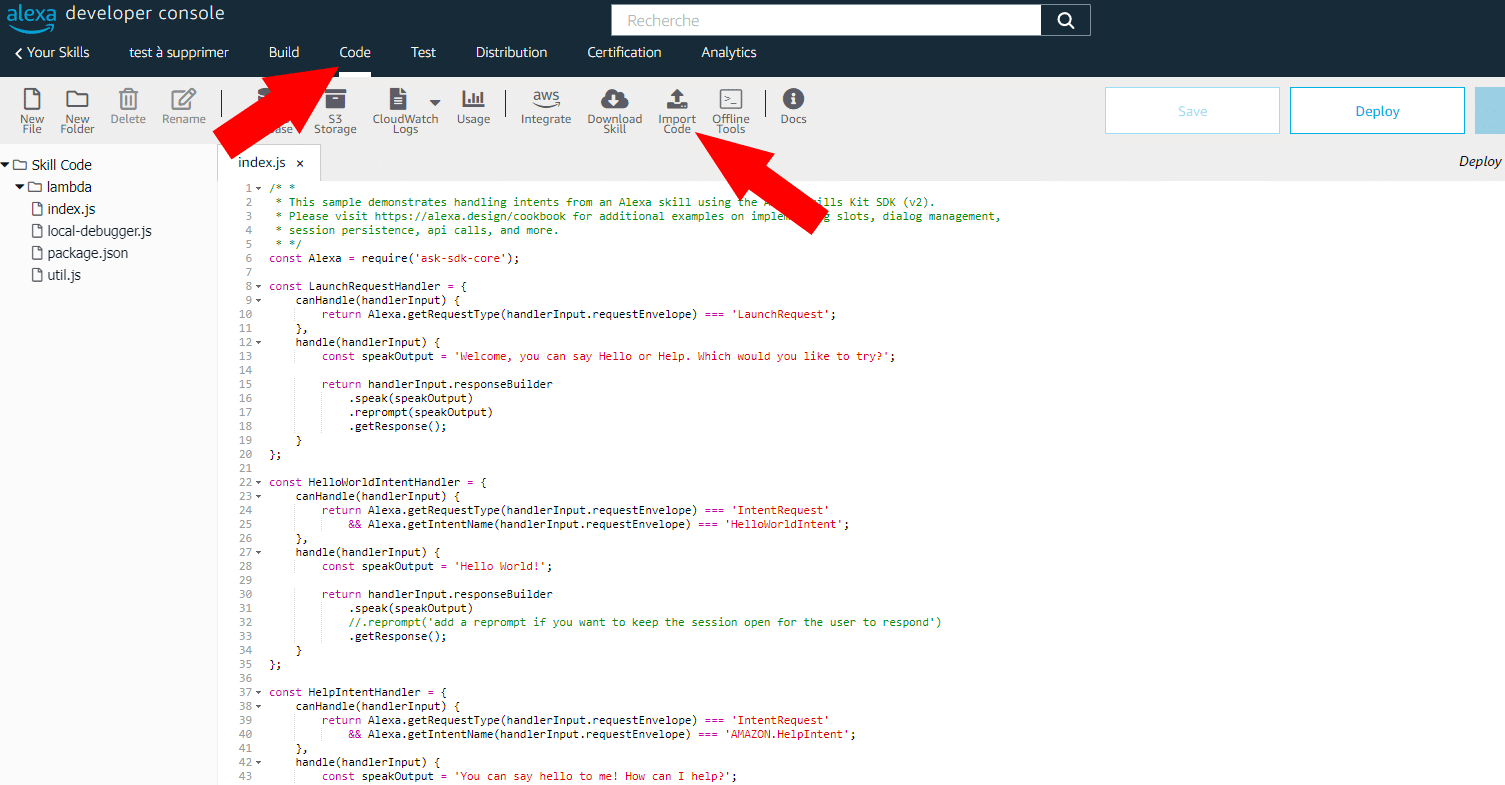 alexa developer console
Recherche
Your Skills test à supprimer Build Code Test Distribution Certification Analytics
New File
New Folder
Delete
Rename
S3 Storage
CloudWatch Logs
Usage
aws Integrate
Download Skill
Import Code
>_ Offline Tools
i Docs
Save
Deploy
Deploy
Skill Code
lambda
index.js
local-debugger.js
package.json
util.js
index.js ×
1 /* *
2 * This sample demonstrates handling intents from an Alexa skill using the
3 * Please visit https://alexa.design/cookbook for additional examples on slots, dialog management,
4 * session persistence, api calls, and more.
5 * */
6 const Alexa = require('ask-sdk-core');
7
8 const LaunchRequestHandler = {
9 canHandle(handlerInput) {
10 return Alexa.getRequestType(handlerInput.requestEnvelope) === 'LaunchRequest';
11 },
12 handle(handlerInput) {
13 const speakOutput = 'Welcome, you can say Hello or Help. Which would you like to try?';
14
15 return handlerInput.responseBuilder
16 .speak(speakOutput)
17 .reprompt(speakOutput)
18 .getResponse();
19 }
20 };
21
22 const HelloWorldIntentHandler = {
23 canHandle(handlerInput) {
24 return Alexa.getRequestType(handlerInput.requestEnvelope) === 'IntentRequest'
25 && Alexa.getIntentName(handlerInput.requestEnvelope) === 'HelloWorldIntent';
26 },
27 handle(handlerInput) {
28 const speakOutput = 'Hello World!';
29
30 return handlerInput.responseBuilder
31 .speak(speakOutput)
32 //.reprompt('add a reprompt if you want to keep the session open for the user to respond')
33 .getResponse();
34 }
35 };
36
37 const HelpIntentHandler = {
38 canHandle(handlerInput) {
39 return Alexa.getRequestType(handlerInput.requestEnvelope) === 'IntentRequest'
40 && Alexa.getIntentName(handlerInput.requestEnvelope) === 'AMAZON.HelpIntent';
41 },
42 handle(handlerInput) {
43 const speakOutput = 'You can say hello to me! How can I help?';